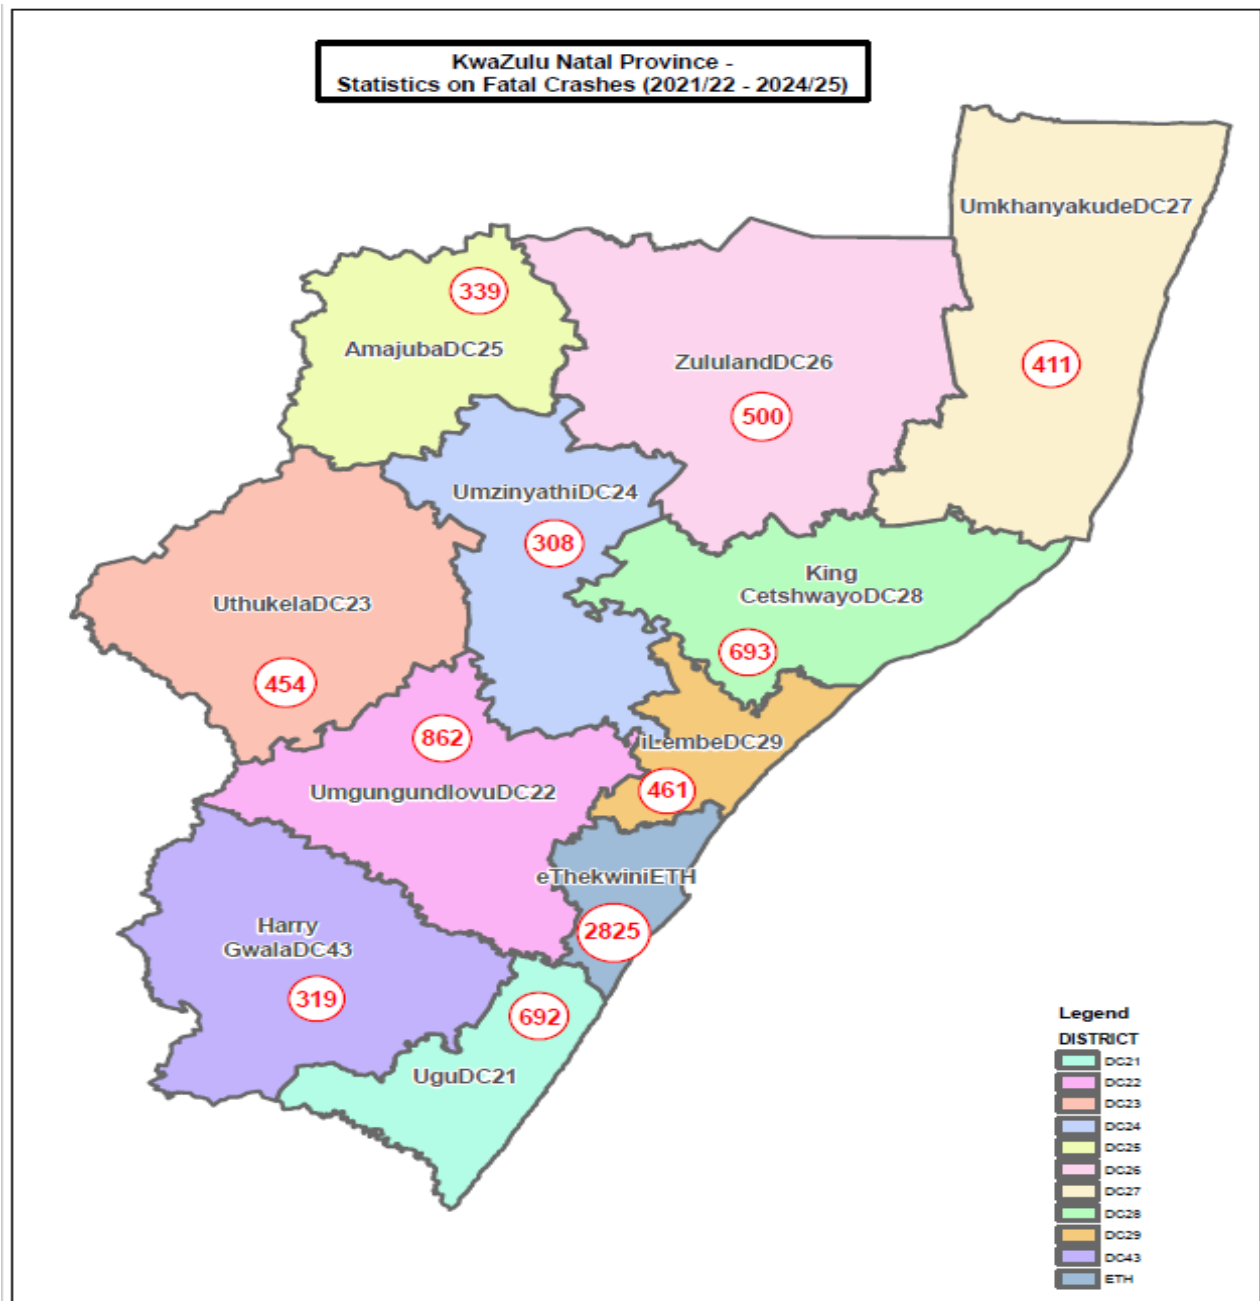 KwaZulu Natal Province -
Statistics on Fatal Crashes (2021/22 - 2024/25)
UmkhanyakudeDC27
339
AmajubaDC25
ZululandDC26
411
500
UmzinyathiDC24
308
King
CetshwayoDC28
UthukelaDC23
693
454
862
iLembeDC29
UmgungundlovuDC22
461
eThekwiniETH
2825
Harry
GwalaDC43
319
692
UguDC21
Legend
DISTRICT
DC21
DC22
DC23
DC24
DC25
DC26
DC27
DC28
DC29
DC43
ETH